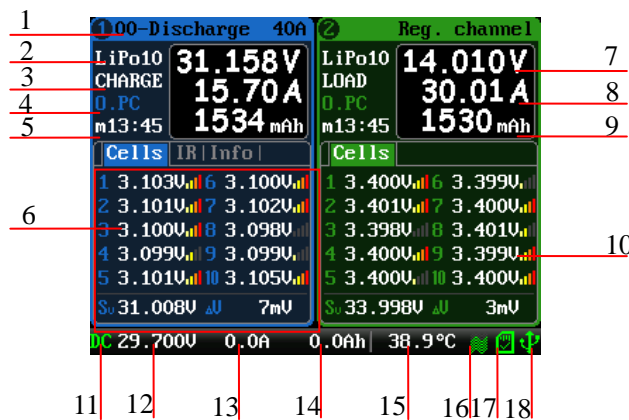 1 00-Discharge 40A
2 Reg. channel
LiPo10 31.158V
CHARGE 15.70A
O.PC
m13:45 1534 mAh
LiPo10 14.010V
LOAD 30.01A
O.PC
m13:45 1530 mAh
Cells IR|Info|
1 3.103V 6 3.100V
2 3.101V 7 3.102V
3 3.100V 8 3.098V
4 3.099V 9 3.099V
5 3.101V 10 3.105V
Sv 31.008V ΔU 7mV
Cells
1 3.400V 6 3.399V
2 3.401V 7 3.400V
3 3.398V 8 3.401V
4 3.400V 9 3.399V
5 3.400V 10 3.400V
Sv 33.998V ΔU 3mV
DC 29.700V 0.0A 0.0Ah 38.9°C
1
2
3
4
5
6
7
8
9
10
11 12 13 14 15 16 17 18